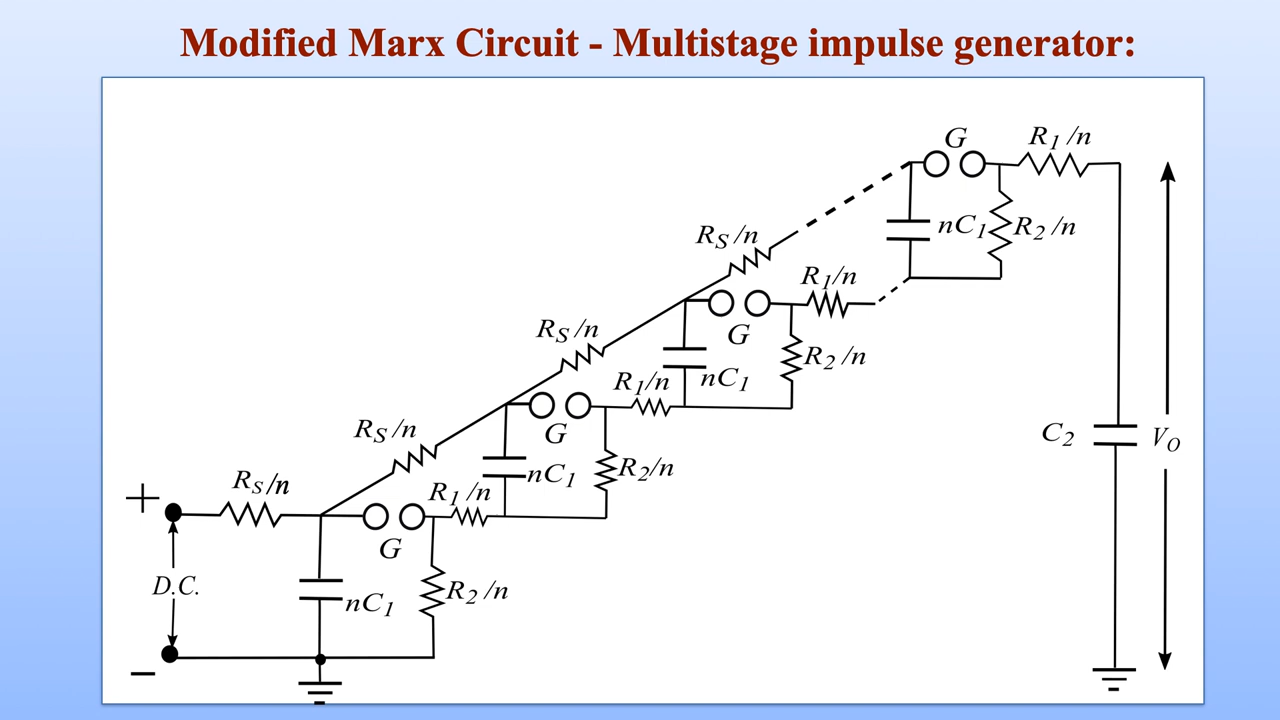 Modified Marx Circuit - Multistage impulse generator:
G
R1/n
nC1
R2/n
RS/n
R1/n
G
R2/n
nC1
RS/n
R1/n
G
nC1
R2/n
RS/n
R1/n
G
nC1
R2/n
RS/n
+
D.C.
−
C2
VO